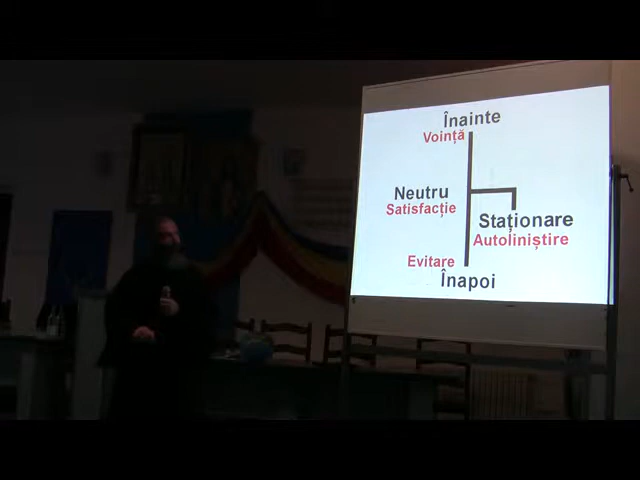 Înainte
Voință
Neutru
Satisfacție
Staționare
Autoliniștire
Evitare
Înapoi